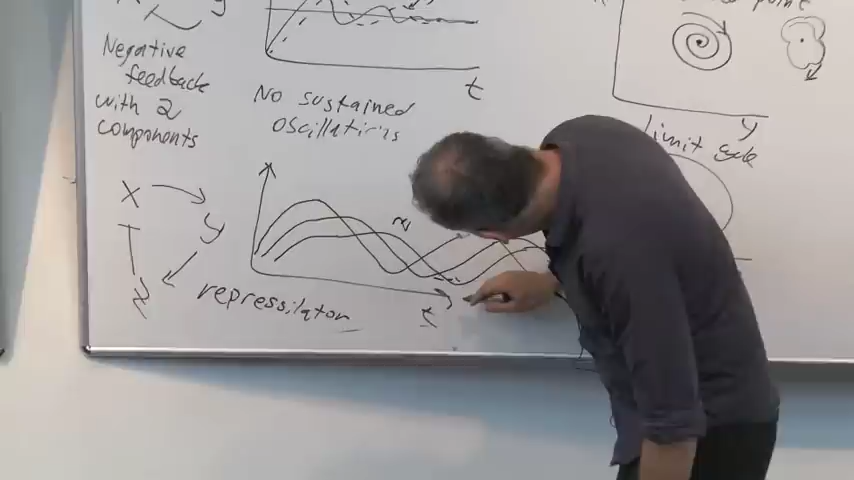 y
t
Negative
feedback
with 2
components
No sustained
oscillations
y
limit cycle
X
y
Z
repressilator
t